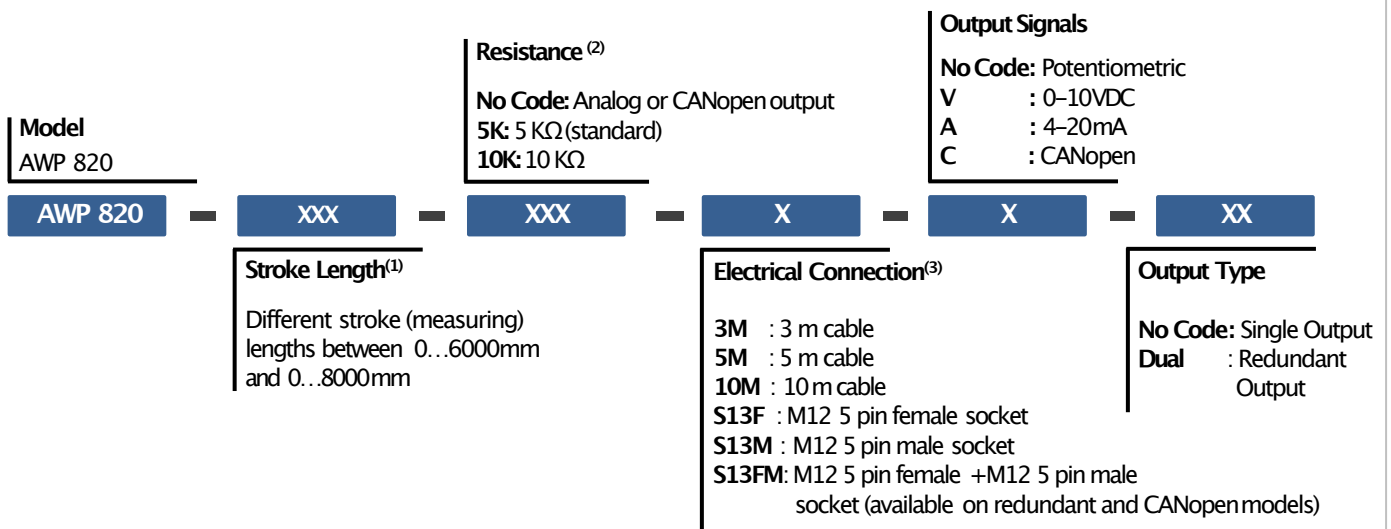 Model
AWP 820
Resistance (2)
No Code: Analog or CANopen output
5K: 5 KΩ (standard)
10K: 10 KΩ
Output Signals
No Code: Potentiometric
V : 0–10VDC
A : 4–20mA
C : CANopen
AWP 820 – XXX – XXX – X – X – XX
Stroke Length(1)
Different stroke (measuring)
lengths between 0...6000mm
and 0...8000mm
Electrical Connection(3)
3M : 3 m cable
5M : 5 m cable
10M : 10 m cable
S13F : M12 5 pin female socket
S13M : M12 5 pin male socket
S13FM: M12 5 pin female +M12 5 pin male
socket (available on redundant and CANopen models)
Output Type
No Code: Single Output
Dual : Redundant
Output